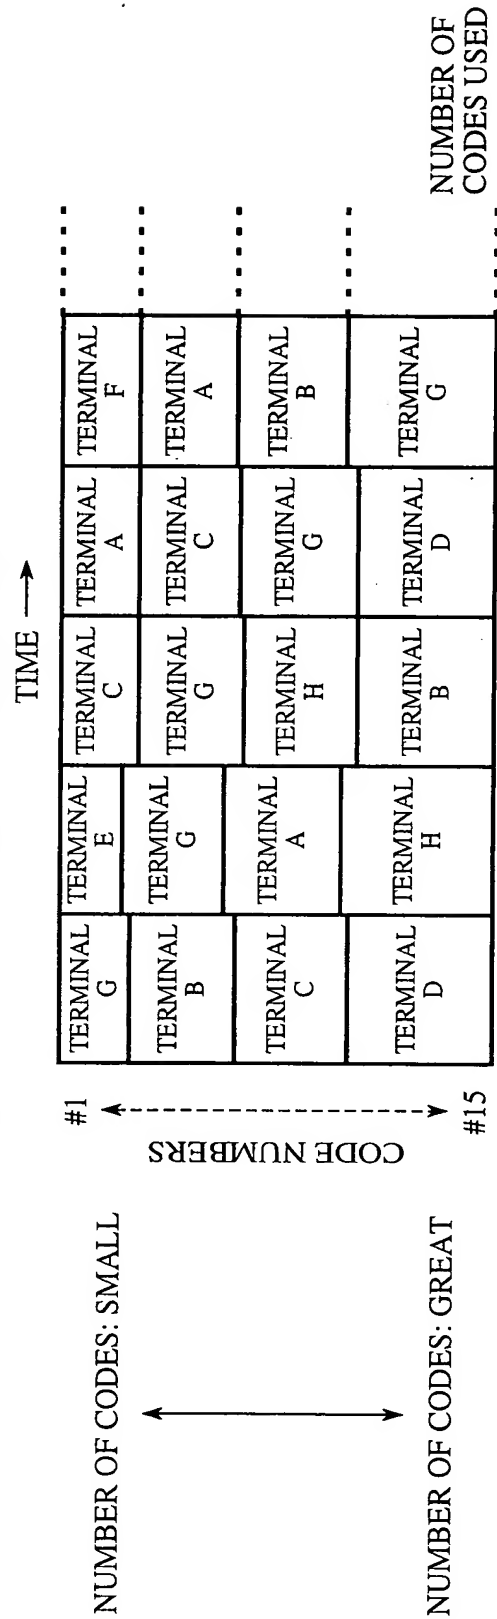 TIME
#1
#15
CODE NUMBERS
NUMBER OF CODES: SMALL
NUMBER OF CODES: GREAT
TERMINAL
G
TERMINAL
E
TERMINAL
C
TERMINAL
A
TERMINAL
F
TERMINAL
B
TERMINAL
G
TERMINAL
G
TERMINAL
C
TERMINAL
A
TERMINAL
C
TERMINAL
A
TERMINAL
H
TERMINAL
G
TERMINAL
B
TERMINAL
D
TERMINAL
H
TERMINAL
B
TERMINAL
D
TERMINAL
G
NUMBER OF
CODES USED